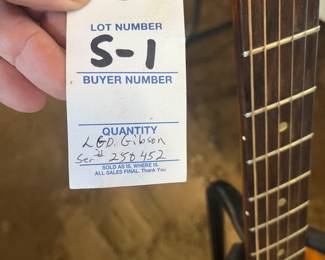 LOT NUMBER
S-1
BUYER NUMBER
QUANTITY
LGO. Gibson
Ser# 250452
SOLD AS IS, WHERE IS.
ALL SALES FINAL. Thank You